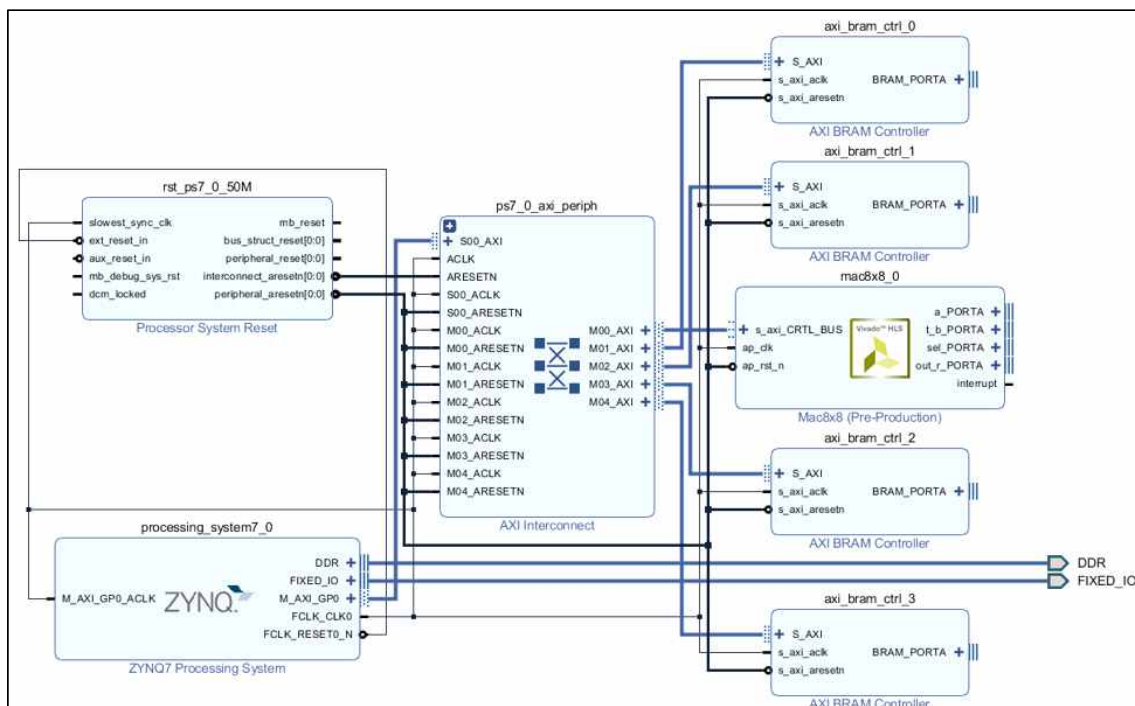 axi_bram_ctrl_0
S_AXI
s_axi_aclk
s_axi_aresetn
BRAM_PORTA
AXI BRAM Controller
axi_bram_ctrl_1
S_AXI
s_axi_aclk
s_axi_aresetn
BRAM_PORTA
AXI BRAM Controller
rst_ps7_0_50M
slowest_sync_clk
ext_reset_in
aux_reset_in
mb_debug_sys_rst
dcm_locked
mb_reset
bus_struct_reset[0:0]
peripheral_reset[0:0]
interconnect_aresetn[0:0]
peripheral_aresetn[0:0]
Processor System Reset
ps7_0_axi_periph
S00_AXI
ACLK
ARESETN
S00_ACLK
S00_ARESETN
M00_ACLK
M00_ARESETN
M01_ACLK
M01_ARESETN
M02_ACLK
M02_ARESETN
M03_ACLK
M03_ARESETN
M04_ACLK
M04_ARESETN
M00_AXI
M01_AXI
M02_AXI
M03_AXI
M04_AXI
AXI Interconnect
mac8x8_0
s_axi_CRTL_BUS
ap_clk
ap_rst_n
Vivado™ HLS
a_PORTA
t_b_PORTA
sel_PORTA
out_r_PORTA
interrupt
Mac8x8 (Pre-Production)
axi_bram_ctrl_2
S_AXI
s_axi_aclk
s_axi_aresetn
BRAM_PORTA
AXI BRAM Controller
processing_system7_0
M_AXI_GP0_ACLK
ZYNQ
DDR
FIXED_IO
M_AXI_GP0
FCLK_CLK0
FCLK_RESET0_N
ZYNQ7 Processing System
DDR
FIXED_IO
axi_bram_ctrl_3
S_AXI
s_axi_aclk
s_axi_aresetn
BRAM_PORTA
AXI BRAM Controller